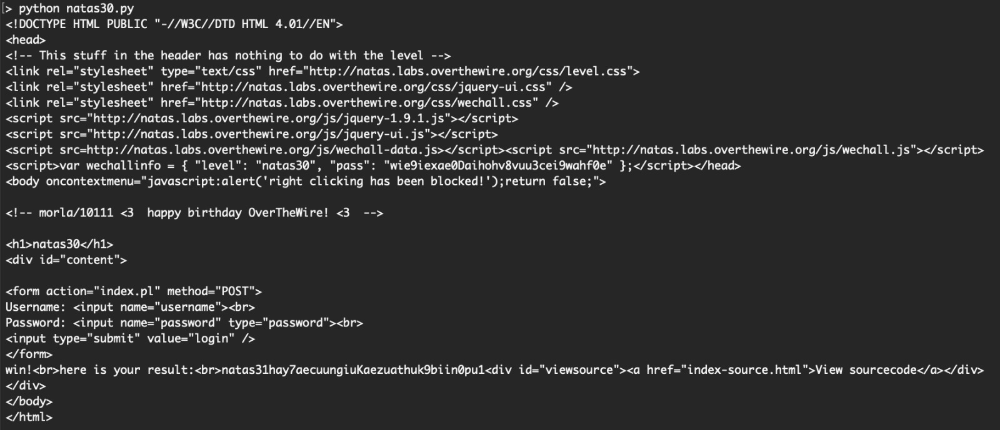 [> python natas30.py
<!DOCTYPE HTML PUBLIC "-//W3C//DTD HTML 4.01//EN">
<head>
<!-- This stuff in the header has nothing to do with the level -->
<link rel="stylesheet" type="text/css" href="http://natas.labs.overthewire.org/css/level.css">
<link rel="stylesheet" href="http://natas.labs.overthewire.org/css/jquery-ui.css" />
<link rel="stylesheet" href="http://natas.labs.overthewire.org/css/wechall.css" />
<script src="http://natas.labs.overthewire.org/js/jquery-1.9.1.js"></script>
<script src="http://natas.labs.overthewire.org/js/jquery-ui.js"></script>
<script src=http://natas.labs.overthewire.org/js/wechall-data.js></script><script src="http://natas.labs.overthewire.org/js/wechall.js"></script>
<script>var wechallinfo = { "level": "natas30", "pass": "wie9iexae0Daihohv8vuu3cei9wahf0e" };</script></head>
<body oncontextmenu="javascript:alert('right clicking has been blocked!');return false;">

<!-- morla/10111 <3  happy birthday OverTheWire! <3  -->

<h1>natas30</h1>
<div id="content">

<form action="index.pl" method="POST">
Username: <input name="username"><br>
Password: <input name="password" type="password"><br>
<input type="submit" value="login" />
</form>
win!<br>here is your result:<br>natas31hay7aecuungiuKaezuathuk9biin0pu1<div id="viewsource"><a href="index-source.html">View sourcecode</a></div>
</div>
</body>
</html>